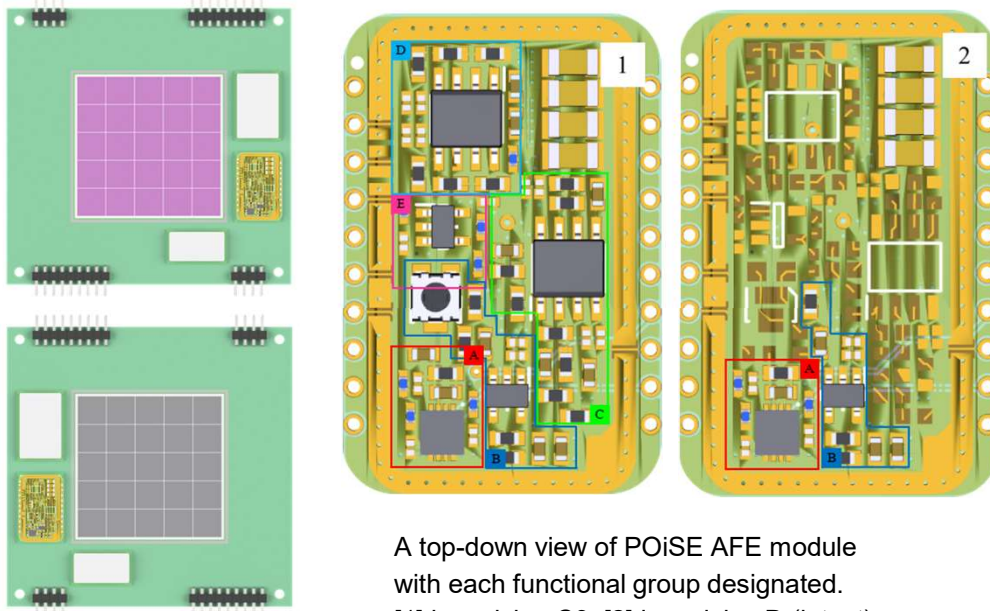 1
2
D
E
A
C
B
A
B
A top-down view of POiSE AFE module
with each functional group designated.